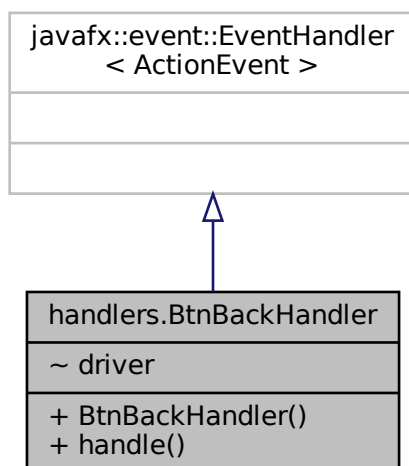 javafx::event::EventHandler
< ActionEvent >
handlers.BtnBackHandler
~ driver
+ BtnBackHandler()
+ handle()